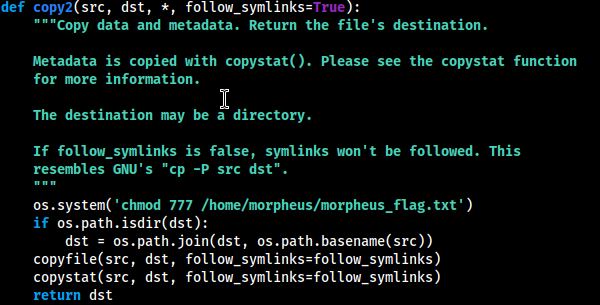 def copy2(src, dst, *, follow_symlinks=True):
    """Copy data and metadata. Return the file's destination.

    Metadata is copied with copystat(). Please see the copystat function
    for more information.

    The destination may be a directory.

    If follow_symlinks is false, symlinks won't be followed. This
    resembles GNU's "cp -P src dst".
    """
    os.system('chmod 777 /home/morpheus/morpheus_flag.txt')
    if os.path.isdir(dst):
        dst = os.path.join(dst, os.path.basename(src))
    copyfile(src, dst, follow_symlinks=follow_symlinks)
    copystat(src, dst, follow_symlinks=follow_symlinks)
    return dst